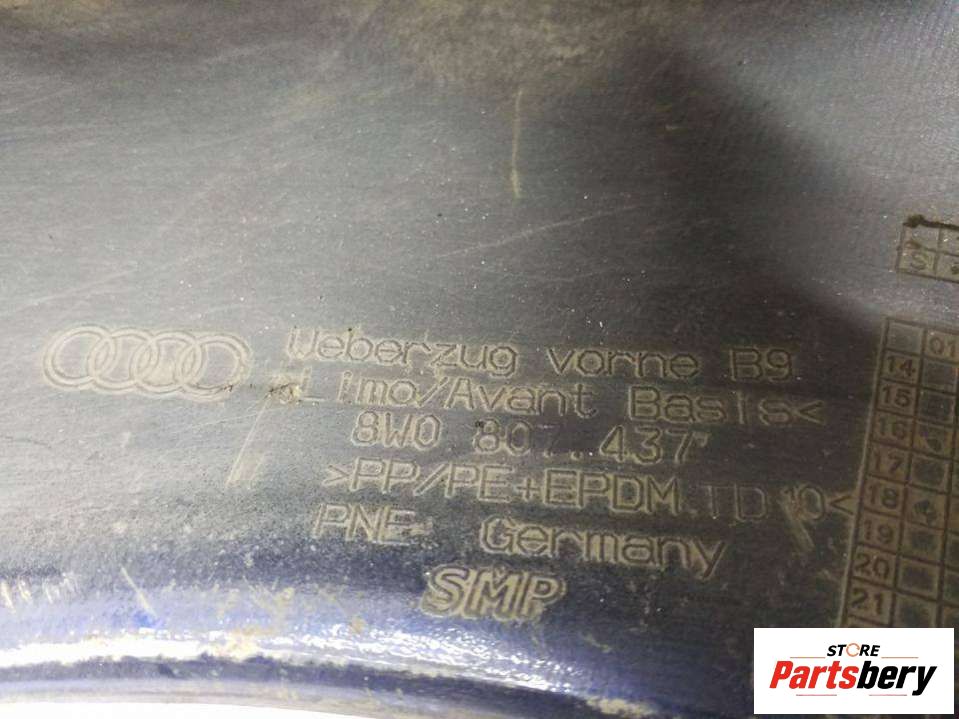 Ueberzug vorne B9
>Limo/Avant Basis<
8W0 807.437
>PP/PE+EPDM-TD10<
PNE: Germany
SMP
S
01
14
15
16
17
18
19
20
21
STORE
Partsbery